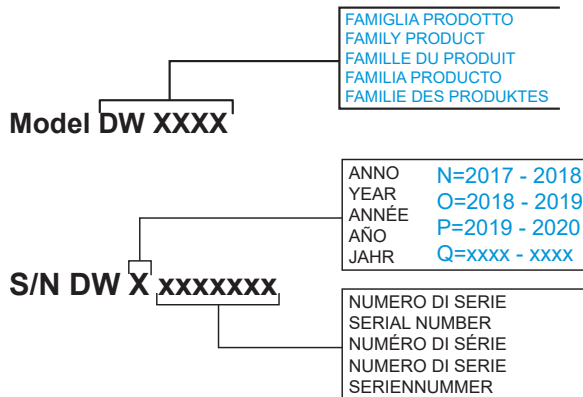 FAMIGLIA PRODOTTO
FAMILY PRODUCT
FAMILLE DU PRODUIT
FAMILIA PRODUCTO
FAMILIE DES PRODUKTES
Model DW XXXX
ANNO
YEAR
ANNÉE
AÑO
JAHR
N=2017 - 2018
O=2018 - 2019
P=2019 - 2020
Q=xxxx - xxxx
S/N DW X xxxxxxx
NUMERO DI SERIE
SERIAL NUMBER
NUMÉRO DI SÉRIE
NUMERO DI SERIE
SERIENNUMMER